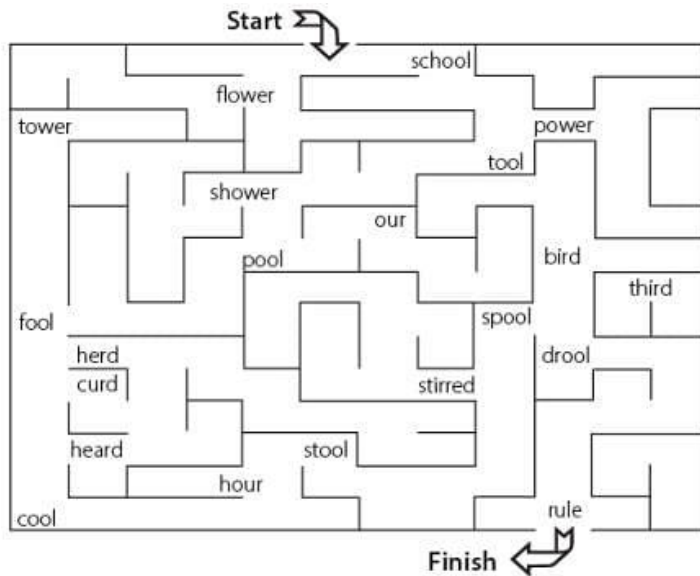 Start
school
flower
tower
power
tool
shower
our
pool
bird
third
fool
spool
herd
drool
curd
stirred
heard
stool
hour
cool
rule
Finish